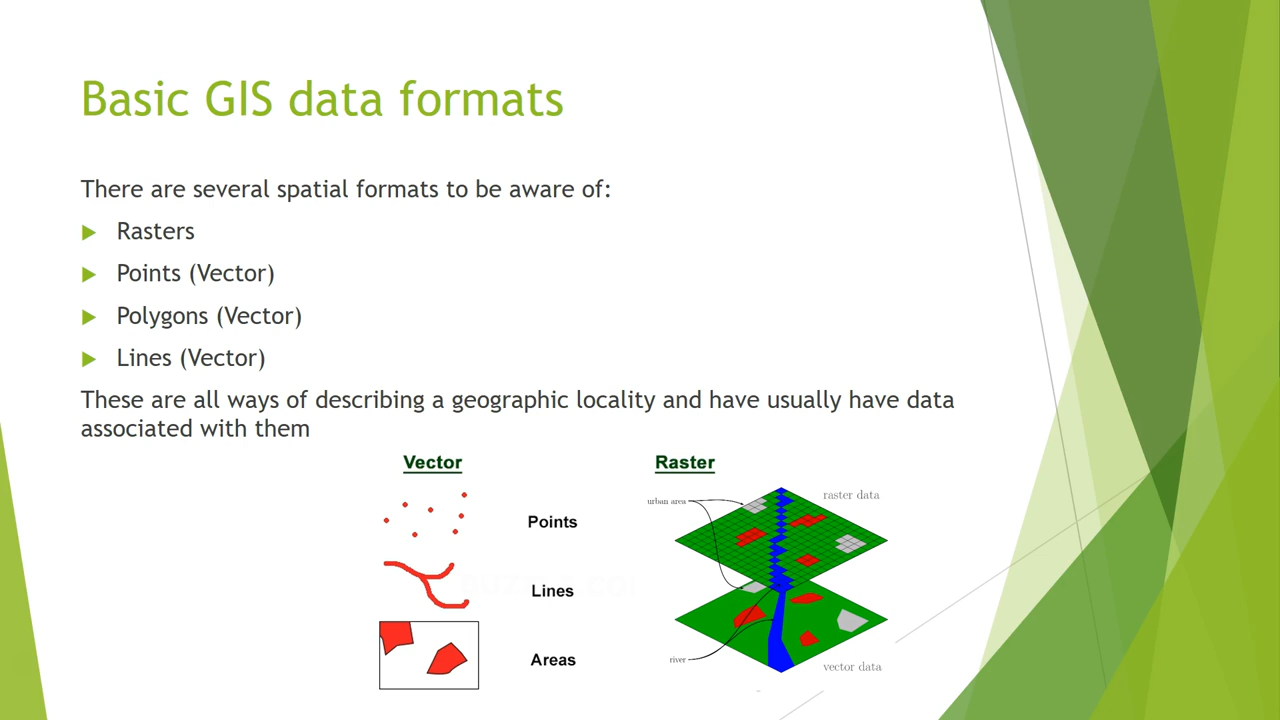 Basic GIS data formats
There are several spatial formats to be aware of:
Rasters
Points (Vector)
Polygons (Vector)
Lines (Vector)
These are all ways of describing a geographic locality and have usually have data
associated with them
Vector
Raster
Points
Lines
Areas
urban area
raster data
river
vector data